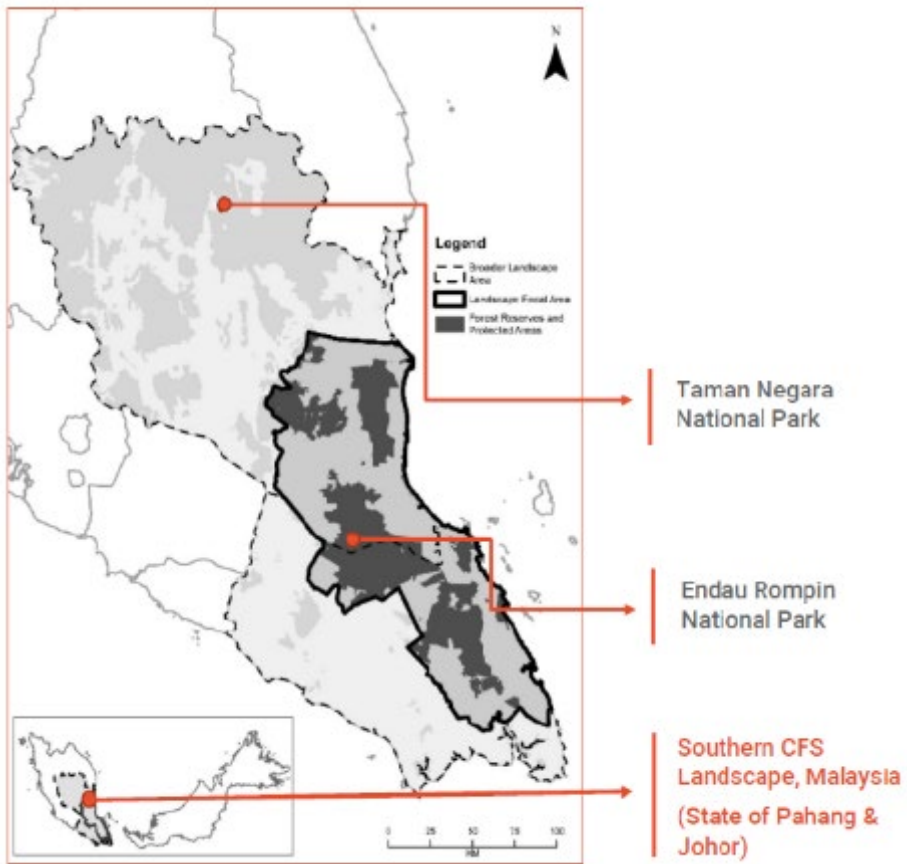 N
Legend
Broader Landscape
Area
Landscape Focal Area
Forest Reserves and
Protected Areas
Taman Negara
National Park
Endau Rompin
National Park
Southern CFS
Landscape, Malaysia
(State of Pahang &
Johor)
0 25 50 100
KM